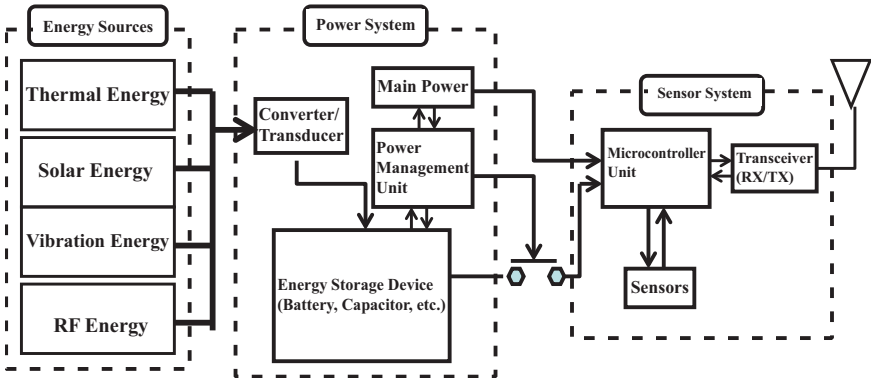 Energy Sources
Thermal Energy
Solar Energy
Vibration Energy
RF Energy
Power System
Converter/
Transducer
Main Power
Power
Management
Unit
Energy Storage Device
(Battery, Capacitor, etc.)
Sensor System
Microcontroller
Unit
Transceiver
(RX/TX)
Sensors